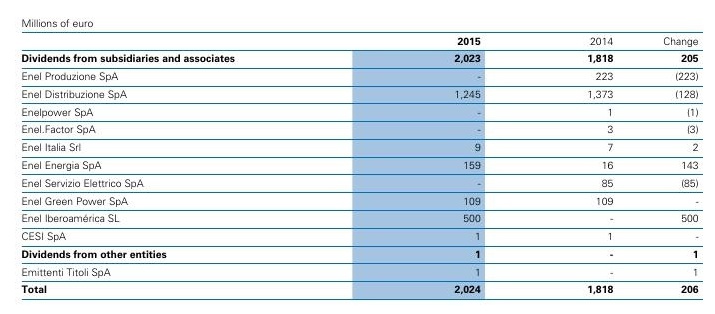 Millions of euro
2015 2014 Change
Dividends from subsidiaries and associates 2,023 1,818 205
Enel Produzione SpA - 223 (223)
Enel Distribuzione SpA 1,245 1,373 (128)
Enelpower SpA - 1 (1)
Enel.Factor SpA - 3 (3)
Enel Italia Srl 9 7 2
Enel Energia SpA 159 16 143
Enel Servizio Elettrico SpA - 85 (85)
Enel Green Power SpA 109 109 -
Enel Iberoamérica SL 500 - 500
CESI SpA 1 1 -
Dividends from other entities 1 - 1
Emittenti Titoli SpA 1 - 1
Total 2,024 1,818 206